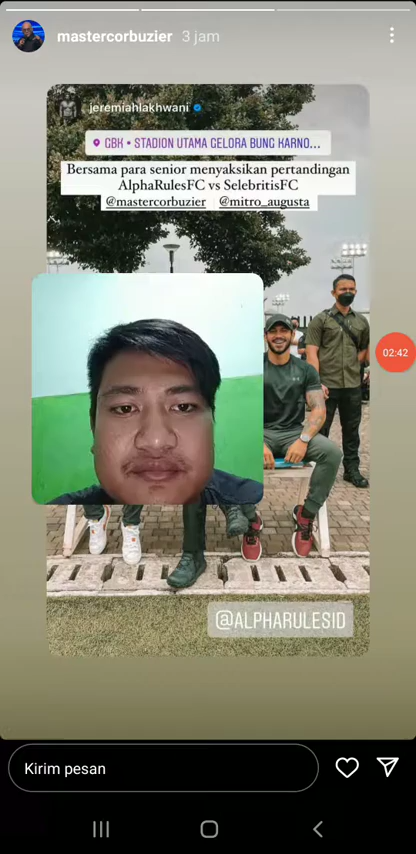 mastercorbuzier 3 jam
jeremiahlakhwani
GBK • STADION UTAMA GELORA BUNG KARNO...
Bersama para senior menyaksikan pertandingan
AlphaRulesFC vs SelebritisFC
@mastercorbuzier @mitro_augusta
02:42
@ALPHARULESID
Kirim pesan